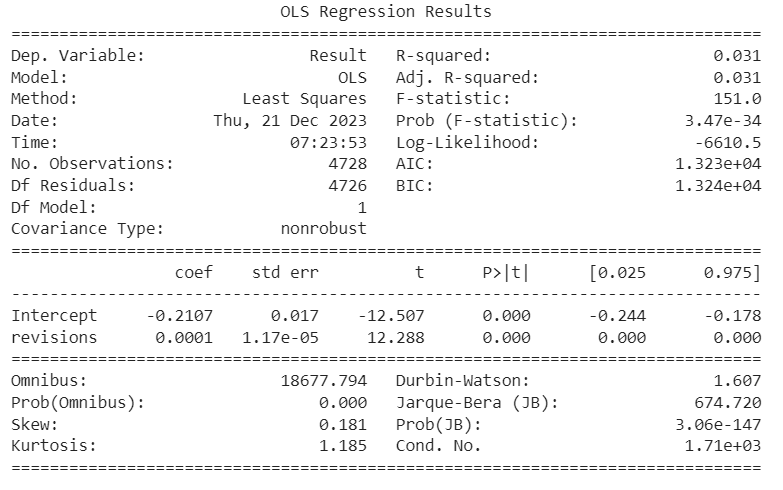 OLS Regression Results
==============================================================================
Dep. Variable:                 Result   R-squared:                       0.031
Model:                            OLS   Adj. R-squared:                  0.031
Method:                 Least Squares   F-statistic:                     151.0
Date:                Thu, 21 Dec 2023   Prob (F-statistic):           3.47e-34
Time:                        07:23:53   Log-Likelihood:                -6610.5
No. Observations:                4728   AIC:                         1.323e+04
Df Residuals:                    4726   BIC:                         1.324e+04
Df Model:                           1
Covariance Type:            nonrobust
==============================================================================
                 coef    std err          t      P>|t|      [0.025      0.975]
------------------------------------------------------------------------------
Intercept     -0.2107      0.017    -12.507      0.000      -0.244      -0.178
revisions      0.0001   1.17e-05     12.288      0.000       0.000       0.000
==============================================================================
Omnibus:                    18677.794   Durbin-Watson:                   1.607
Prob(Omnibus):                  0.000   Jarque-Bera (JB):              674.720
Skew:                           0.181   Prob(JB):                    3.06e-147
Kurtosis:                       1.185   Cond. No.                     1.71e+03
==============================================================================